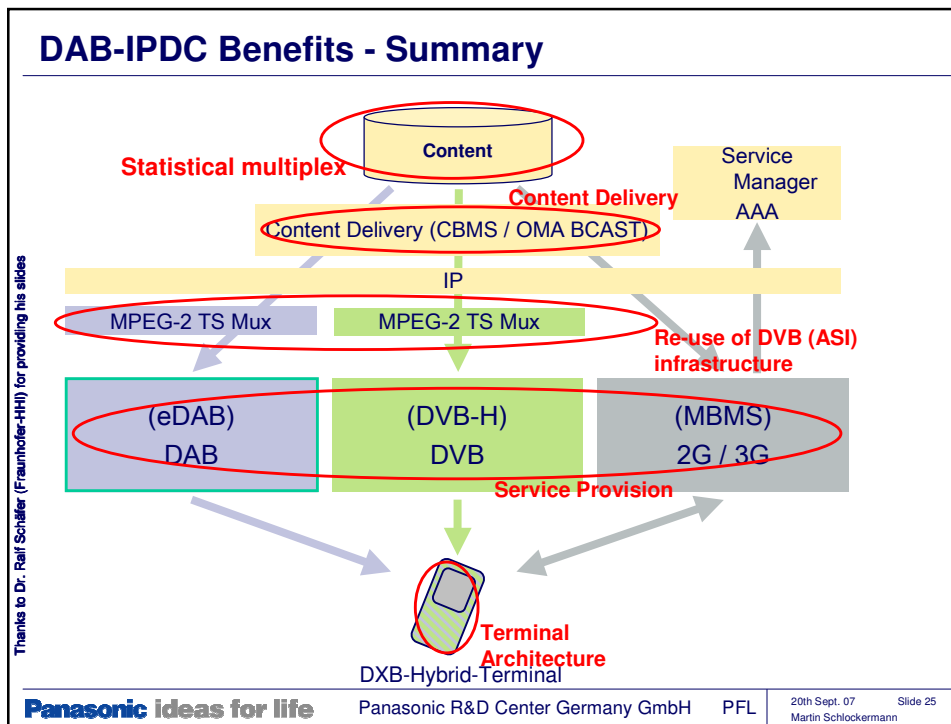 DAB-IPDC Benefits - Summary
Content
Statistical multiplex
Service
Manager
AAA
Content Delivery
Content Delivery (CBMS / OMA BCAST)
IP
MPEG-2 TS Mux
MPEG-2 TS Mux
Re-use of DVB (ASI)
infrastructure
(eDAB)
DAB
(DVB-H)
DVB
(MBMS)
2G / 3G
Service Provision
Terminal
Architecture
DXB-Hybrid-Terminal
Thanks to Dr. Ralf Schäfer (Fraunhofer-HHI) for providing his slides
Panasonic ideas for life
Panasonic R&D Center Germany GmbH
PFL
20th Sept. 07
Slide 25
Martin Schlockermann